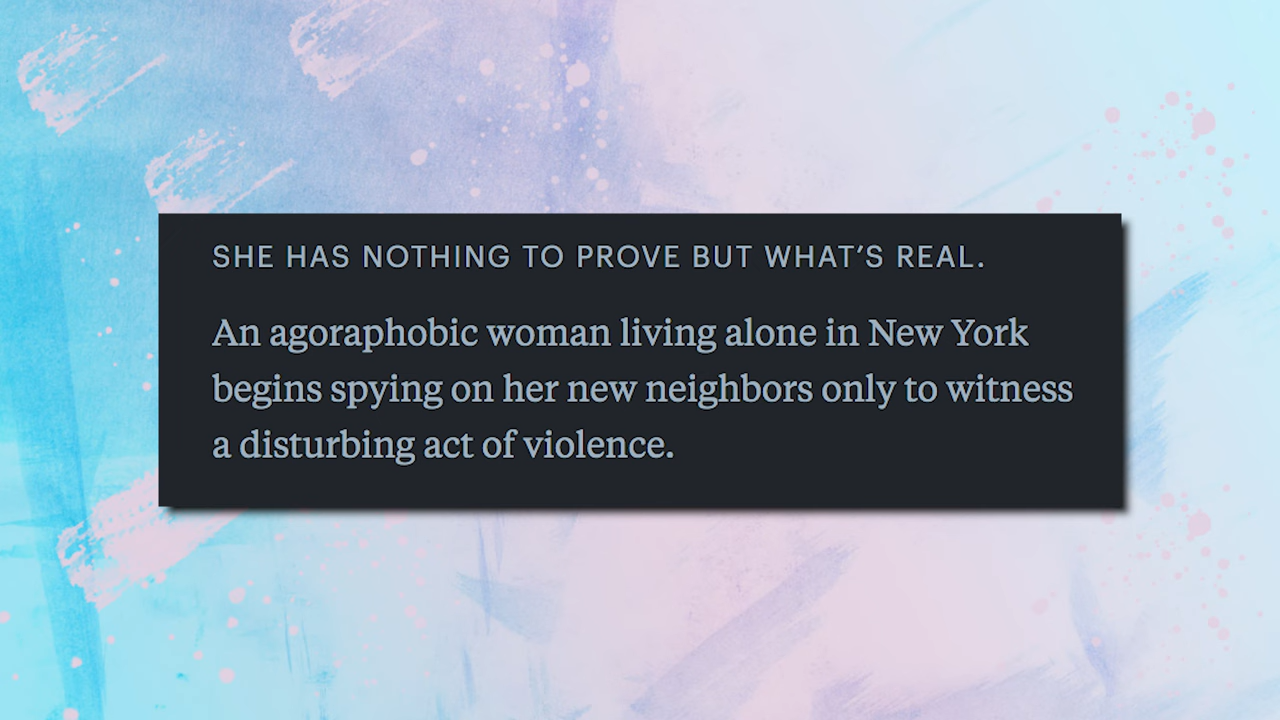 SHE HAS NOTHING TO PROVE BUT WHAT’S REAL.
An agoraphobic woman living alone in New York
begins spying on her new neighbors only to witness
a disturbing act of violence.